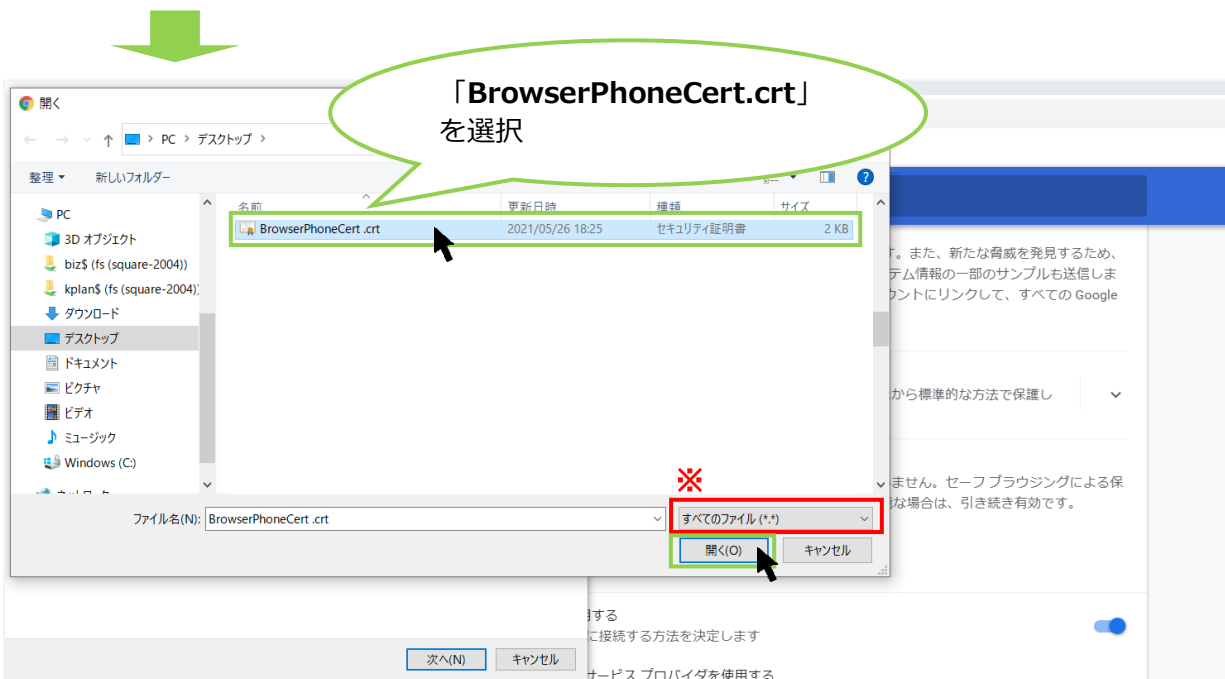 「BrowserPhoneCert.crt」
を選択
開く
PC > デスクトップ >
整理
新しいフォルダー
名前 更新日時 種類 サイズ
BrowserPhoneCert .crt 2021/05/26 18:25 セキュリティ証明書 2 KB
PC
3D オブジェクト
biz$ (fs (square-2004))
kplan$ (fs (square-2004))
ダウンロード
デスクトップ
ドキュメント
ピクチャ
ビデオ
ミュージック
Windows (C:)
※
ファイル名(N): BrowserPhoneCert .crt
すべてのファイル (*.*)
開く(O) キャンセル
。また、新たな脅威を発見するため、
テム情報の一部のサンプルも送信しま
ウントにリンクして、すべての Google
から標準的な方法で保護し
ません。セーフ ブラウジングによる保
な場合は、引き続き有効です。
用する
に接続する方法を決定します
サービス プロバイダを使用する
次へ(N) キャンセル